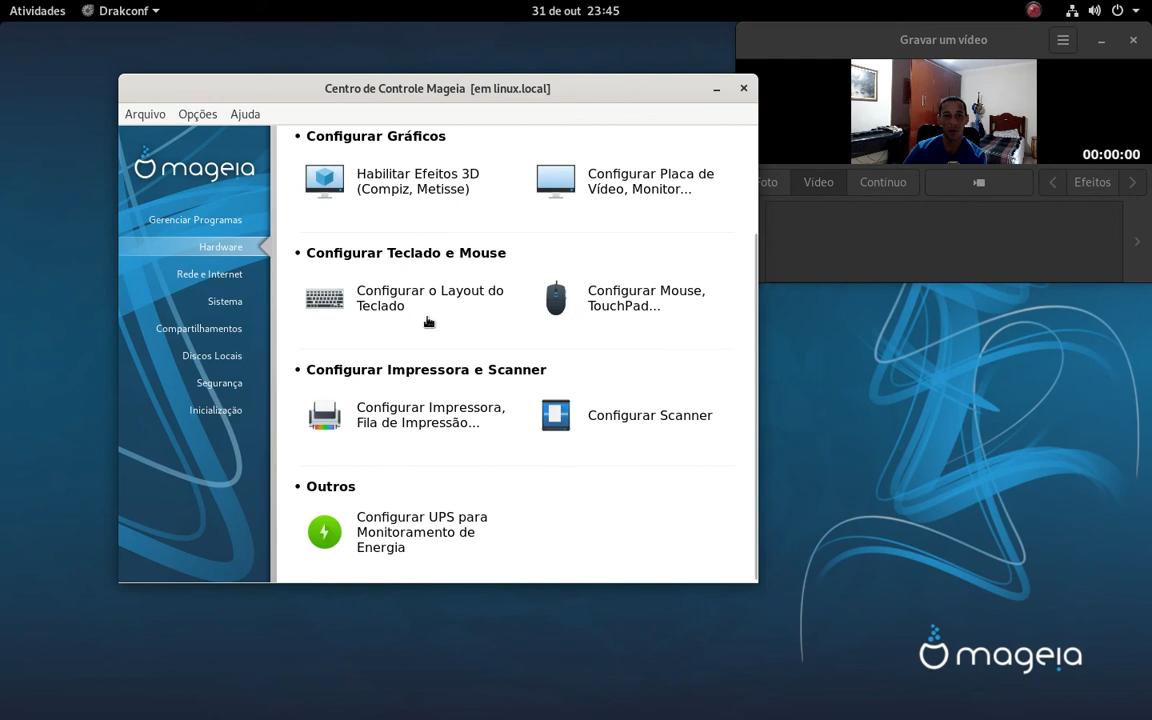 Atividades Drakconf 31 de out 23:45
Gravar um vídeo
00:00:00
Foto Vídeo Contínuo Efeitos
Centro de Controle Mageia [em linux.local]
Arquivo Opções Ajuda
mageia
Gerenciar Programas
Hardware
Rede e Internet
Sistema
Compartilhamentos
Discos Locais
Segurança
Inicialização
• Configurar Gráficos
Habilitar Efeitos 3D
(Compiz, Metisse)
Configurar Placa de
Vídeo, Monitor...
• Configurar Teclado e Mouse
Configurar o Layout do
Teclado
Configurar Mouse,
TouchPad...
• Configurar Impressora e Scanner
Configurar Impressora,
Fila de Impressão...
Configurar Scanner
• Outros
Configurar UPS para
Monitoramento de
Energia
mageia